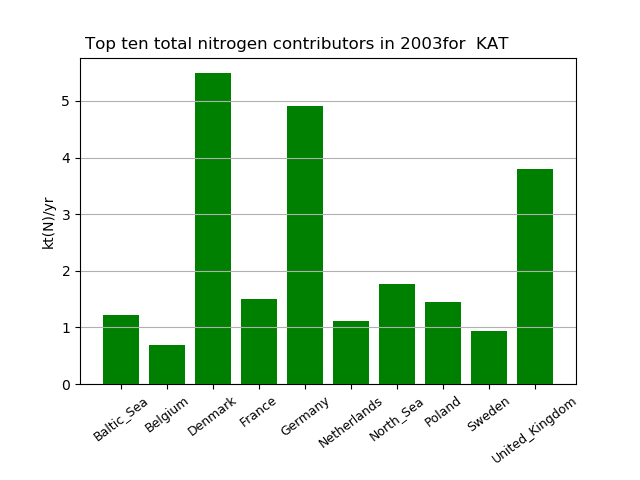 Top ten total nitrogen contributors in 2003for  KAT
kt(N)/yr
5
4
3
2
1
0
Baltic_Sea
Belgium
Denmark
France
Germany
Netherlands
North_Sea
Poland
Sweden
United_Kingdom